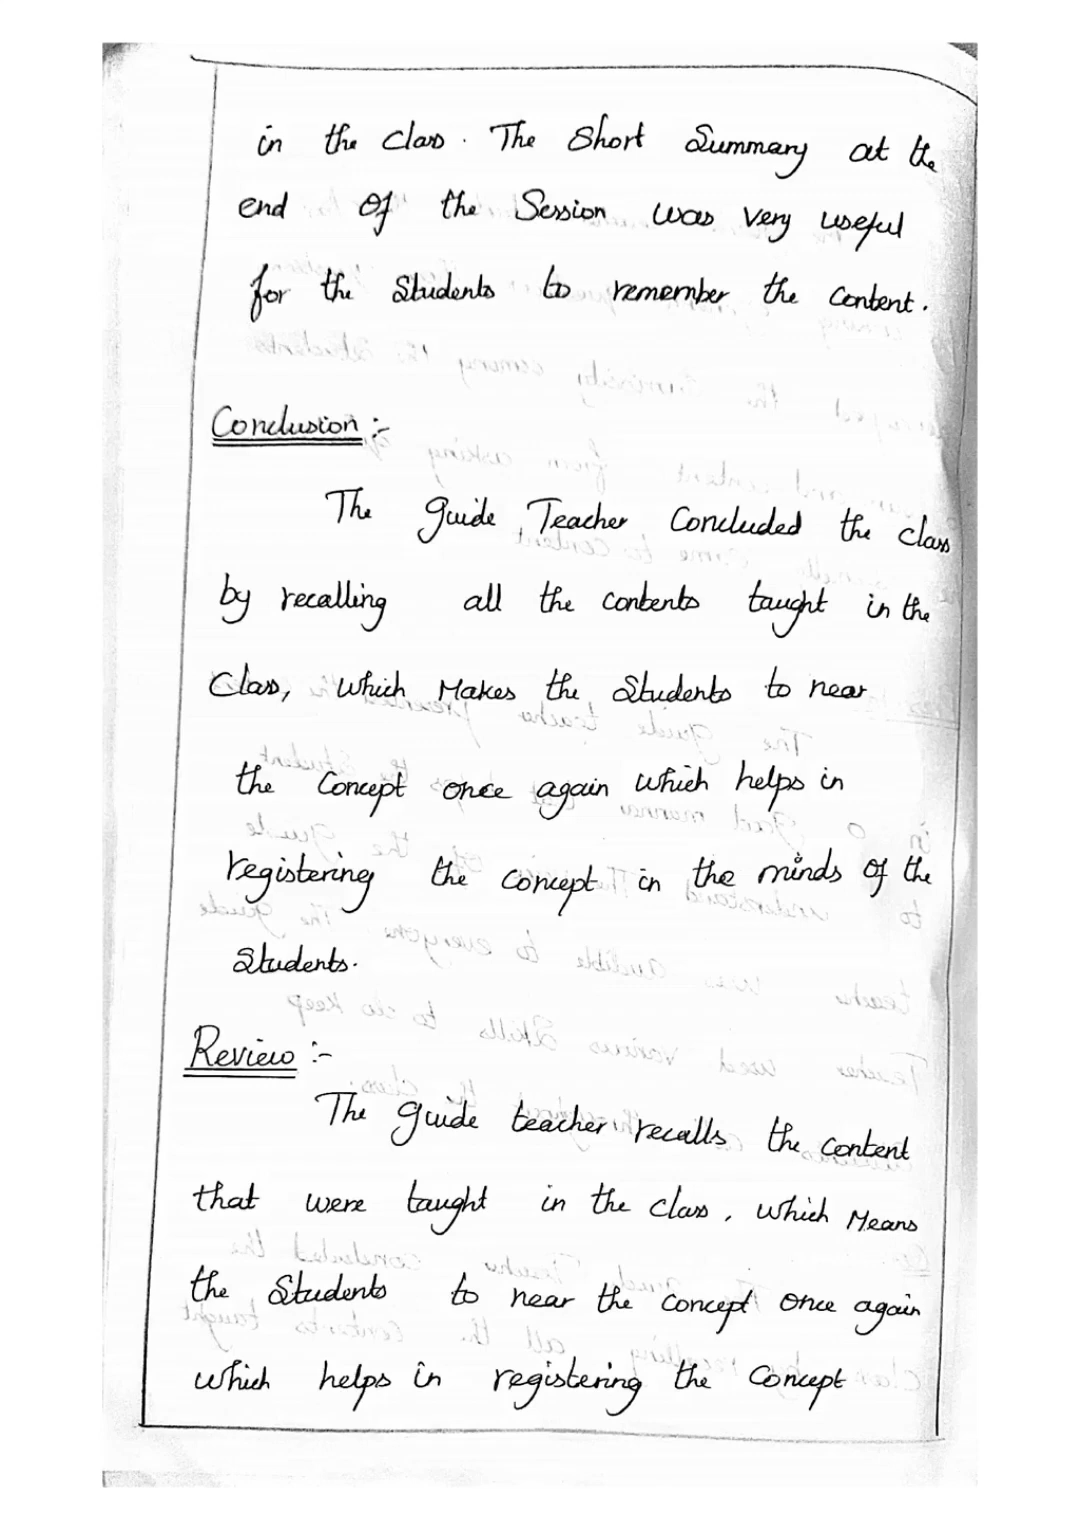 in the class. The Short Summary at the
end of the Session was very useful
for the Students to remember the content.
Conclusion :-
The guide Teacher Concluded the class
by recalling all the contents taught in the
Class, which Makes the Students to near
the Concept once again which helps in
registering the concept in the minds of the
Students.
Review :-
The guide teacher recalls the content
that were taught in the class, which Means
the Students to near the concept once again
which helps in registering the Concept